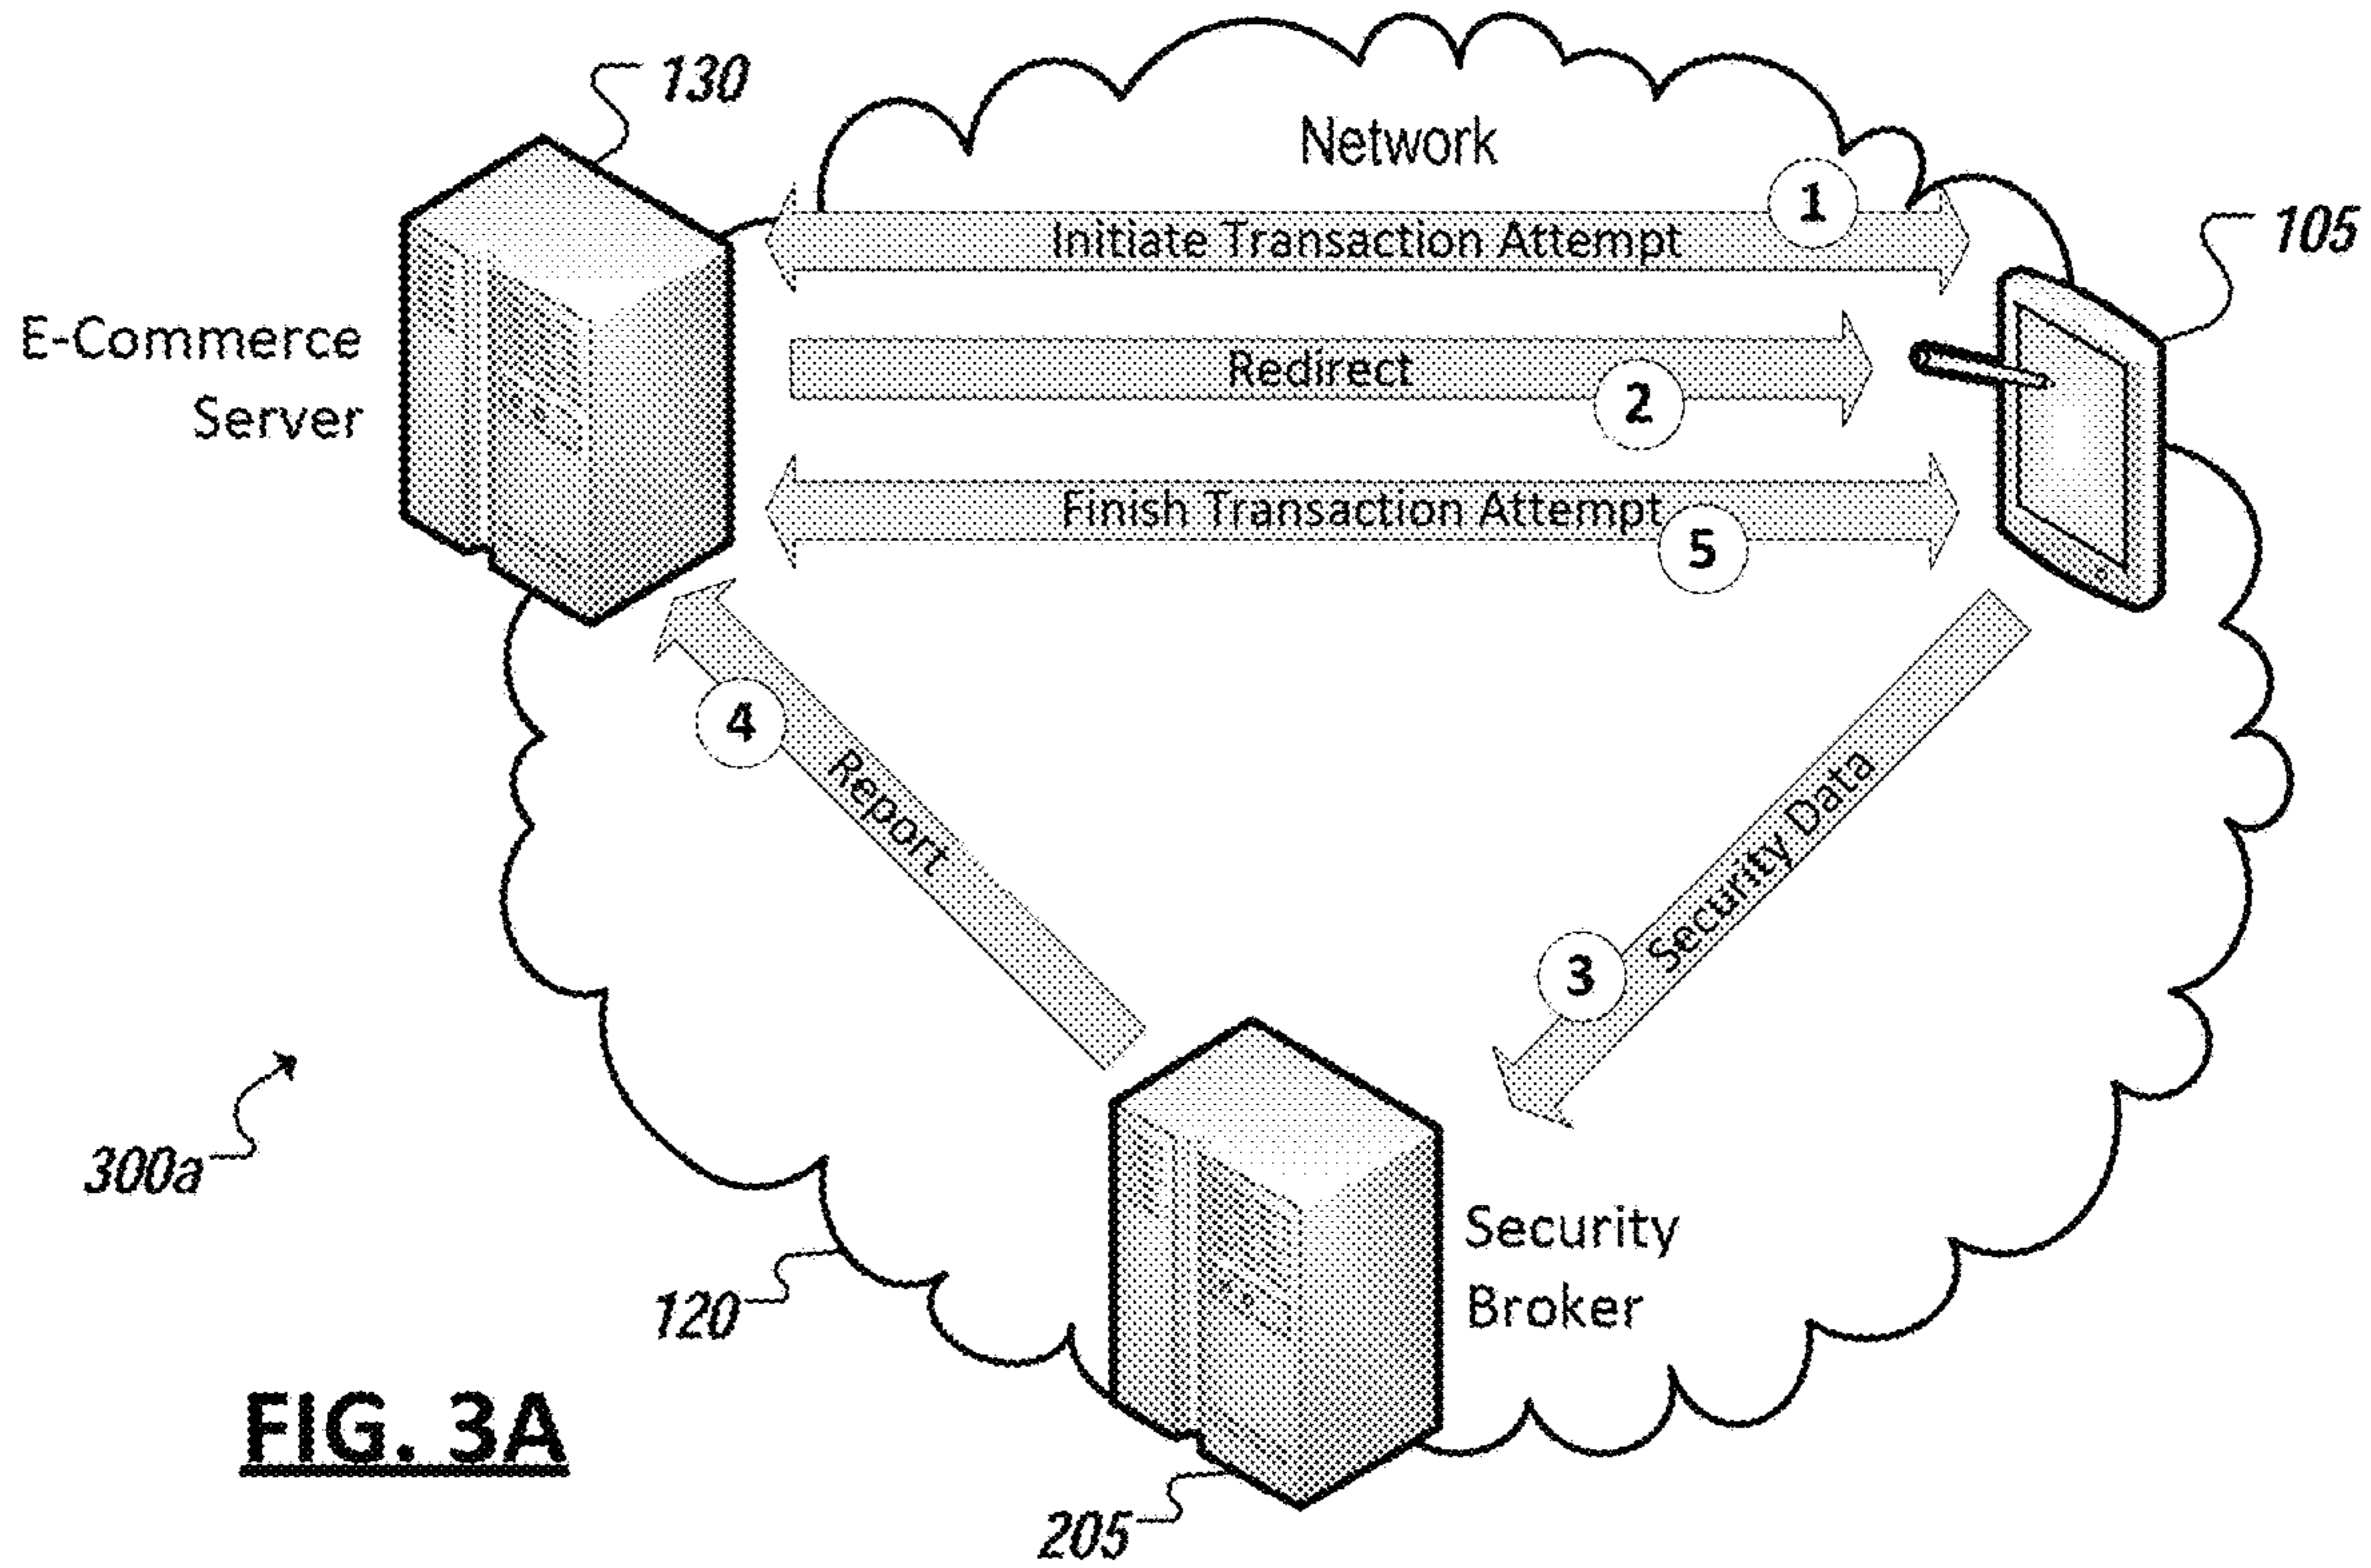 130
Network
1
Initiate Transaction Attempt
105
E-Commerce
Server
Redirect
2
Finish Transaction Attempt
5
4
Report
Security Data
3
300a
Security
Broker
120
FIG. 3A
205